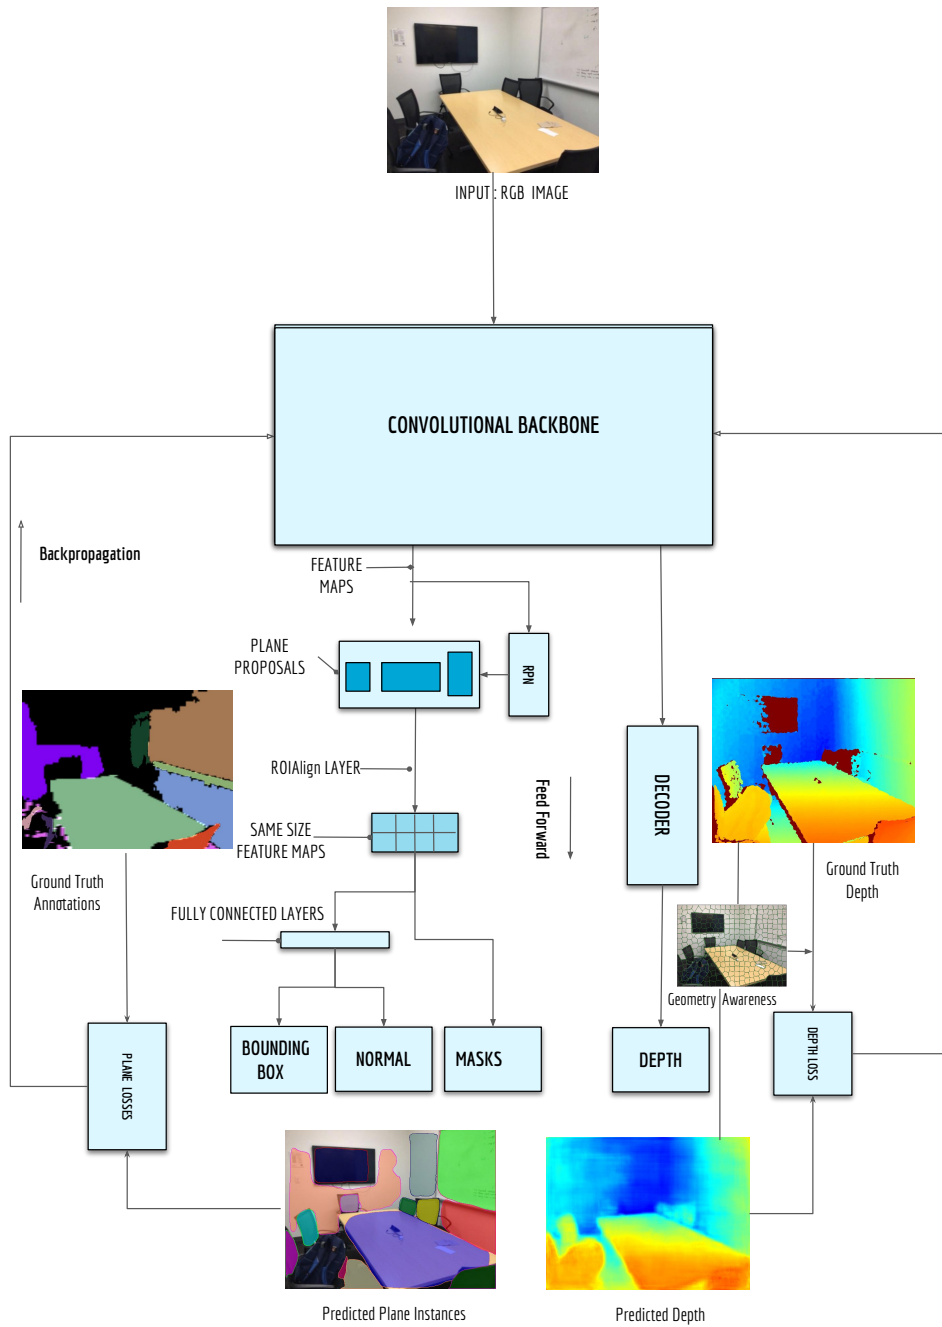 INPUT : RGB IMAGE
CONVOLUTIONAL BACKBONE
Backpropagation
FEATURE
MAPS
PLANE
PROPOSALS
RPN
ROIAlign LAYER
Feed Forward
DECODER
SAME SIZE
FEATURE MAPS
Ground Truth
Annotations
Ground Truth
Depth
FULLY CONNECTED LAYERS
Geometry Awareness
BOUNDING
BOX
NORMAL
MASKS
DEPTH
PLANE LOSSES
DEPTH LOSS
Predicted Plane Instances
Predicted Depth